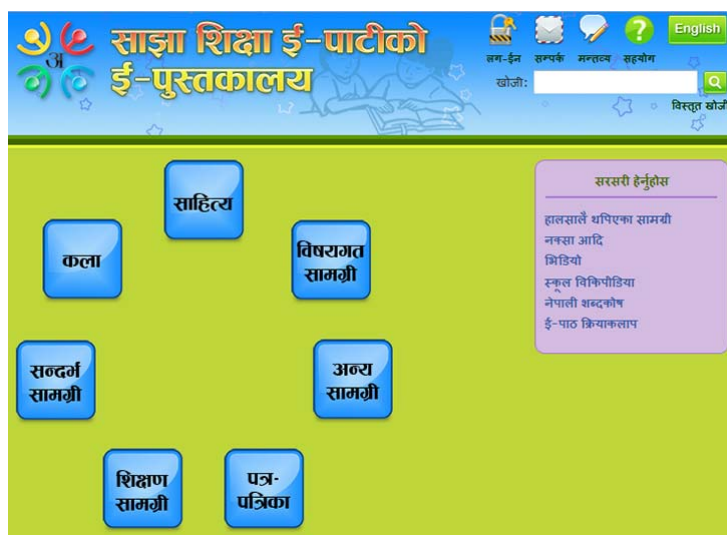 अ
साझा शिक्षा ई-पाटीको
ई-पुस्तकालय
लग-ईन सम्पर्क मन्तव्य सहयोग English
खोजी:
विस्तृत खोजी
साहित्य
कला
विषयगत
सामग्री
सन्दर्भ
सामग्री
अन्य
सामग्री
शिक्षण
सामग्री
पत्र-
पत्रिका
सरसरी हेर्नुहोस
हालसालै थपिएका सामग्री
नक्सा आदि
भिडियो
स्कूल विकिपीडिया
नेपाली शब्दकोष
ई-पाठ क्रियाकलाप